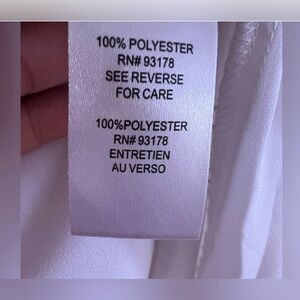 100% POLYESTER
RN# 93178
SEE REVERSE
FOR CARE
100%POLYESTER
RN# 93178
ENTRETIEN
AU VERSO